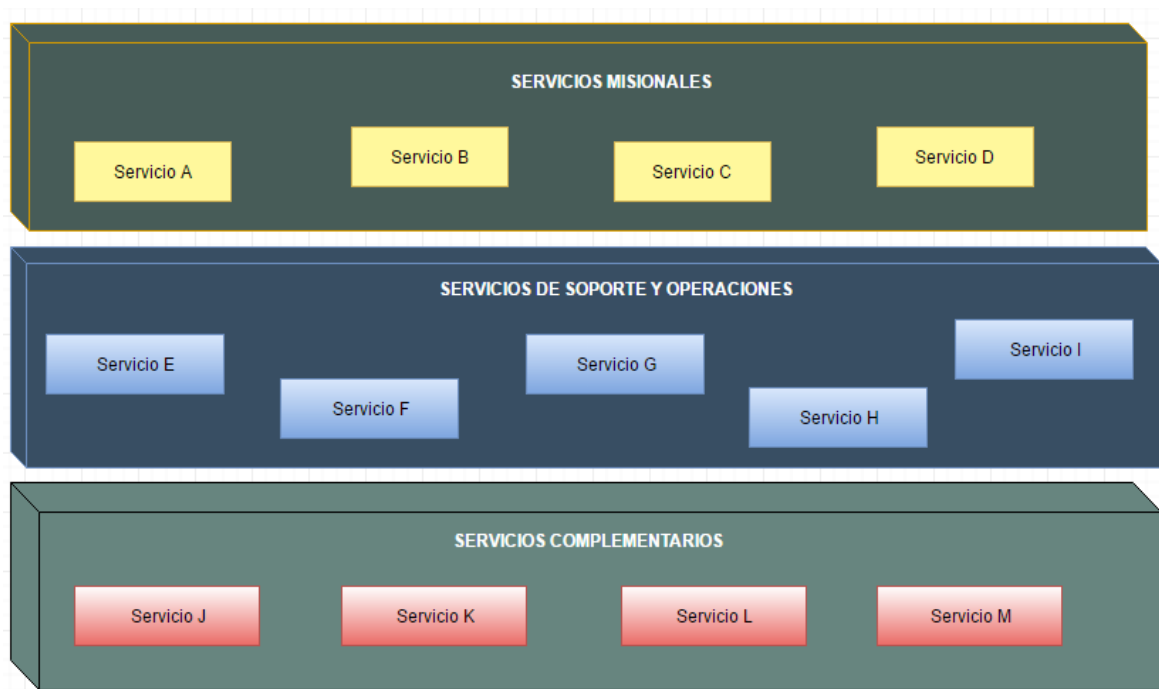 SERVICIOS MISIONALES
Servicio A
Servicio B
Servicio C
Servicio D
SERVICIOS DE SOPORTE Y OPERACIONES
Servicio E
Servicio F
Servicio G
Servicio H
Servicio I
SERVICIOS COMPLEMENTARIOS
Servicio J
Servicio K
Servicio L
Servicio M